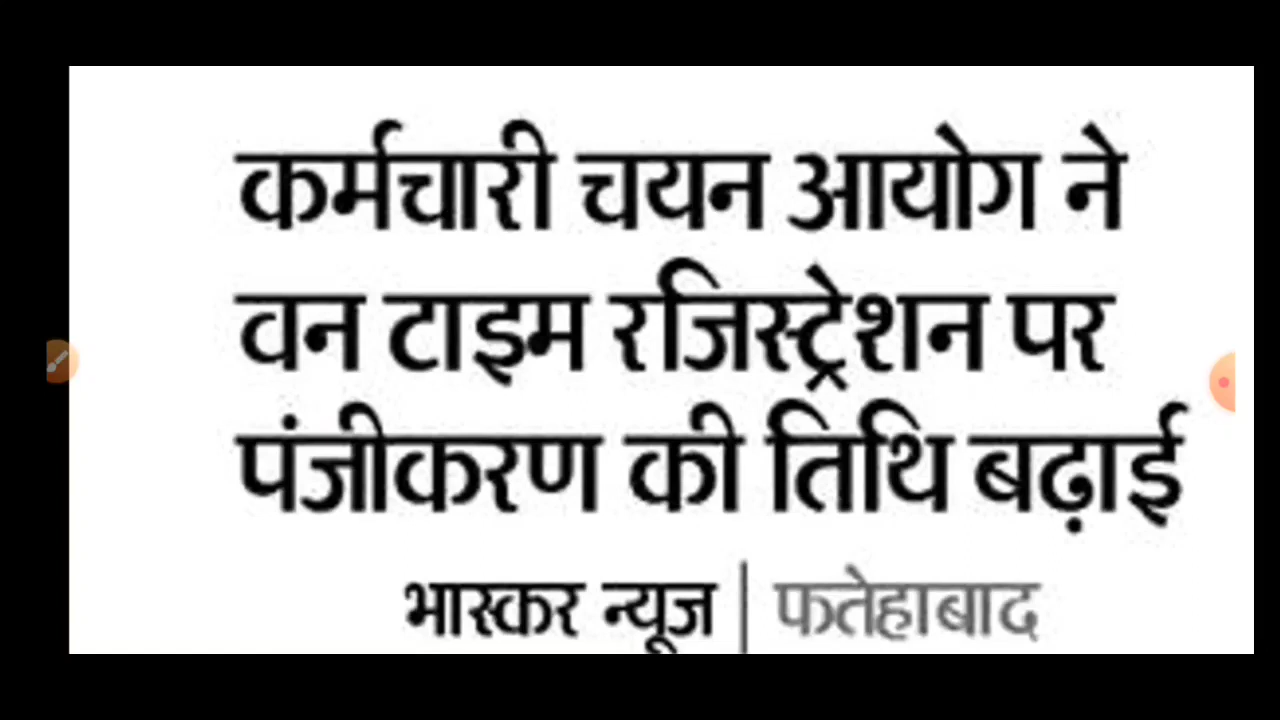 कर्मचारी चयन आयोग ने
वन टाइम रजिस्ट्रेशन पर
पंजीकरण की तिथि बढ़ाई
भास्कर न्यूज | फतेहाबाद